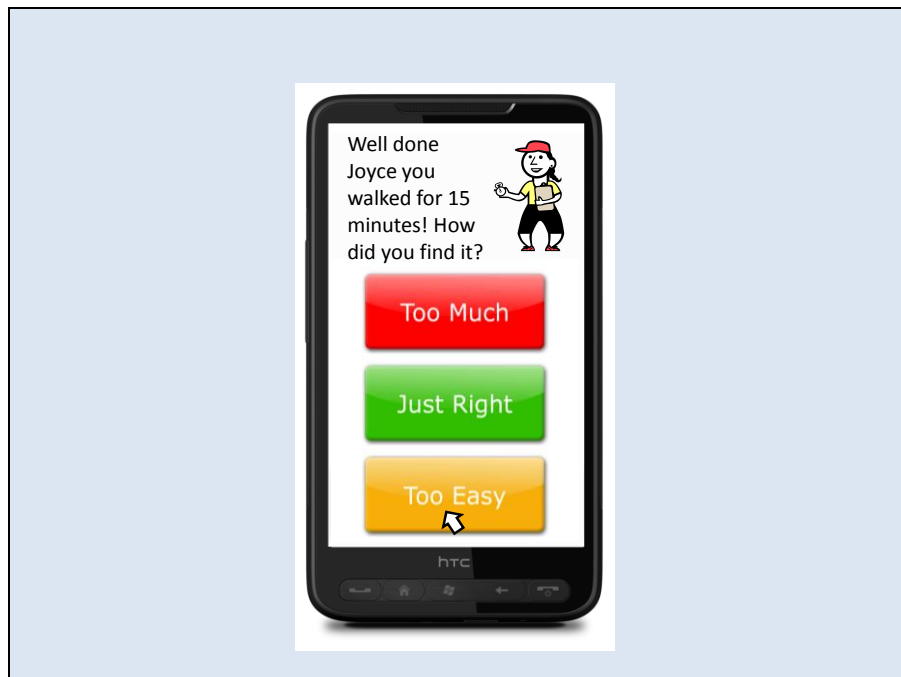 Well done
Joyce you
walked for 15
minutes! How
did you find it?
Too Much
Just Right
Too Easy
hTC